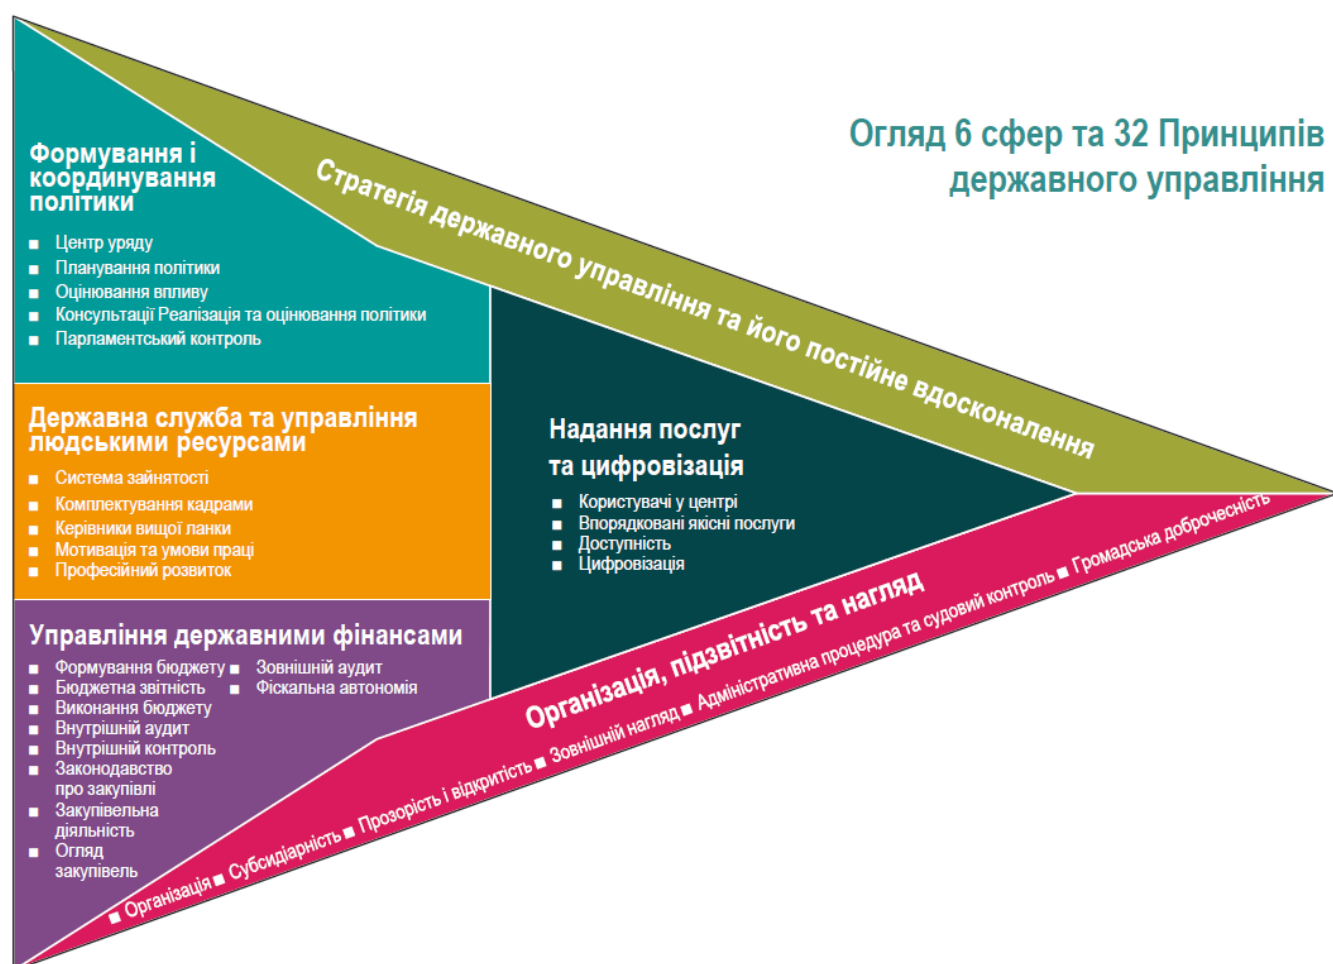 Огляд 6 сфер та 32 Принципів
державного управління
Стратегія державного управління та його постійне вдосконалення
Формування і
координування
політики
■ Центр уряду
■ Планування політики
■ Оцінювання впливу
■ Консультації Реалізація та оцінювання політики
■ Парламентський контроль
Державна служба та управління
людськими ресурсами
■ Система зайнятості
■ Комплектування кадрами
■ Керівники вищої ланки
■ Мотивація та умови праці
■ Професійний розвиток
Надання послуг
та цифровізація
■ Користувачі у центрі
■ Впорядковані якісні послуги
■ Доступність
■ Цифровізація
Управління державними фінансами
■ Формування бюджету
■ Бюджетна звітність
■ Виконання бюджету
■ Внутрішній аудит
■ Внутрішній контроль
■ Законодавство
про закупівлі
■ Закупівельна
діяльність
■ Огляд
закупівель
■ Зовнішній аудит
■ Фіскальна автономія
Організація, підзвітність та нагляд
■ Організація ■ Субсидіарність ■ Прозорість і відкритість ■ Зовнішній нагляд ■ Адміністративна процедура та судовий контроль ■ Громадська доброчесність